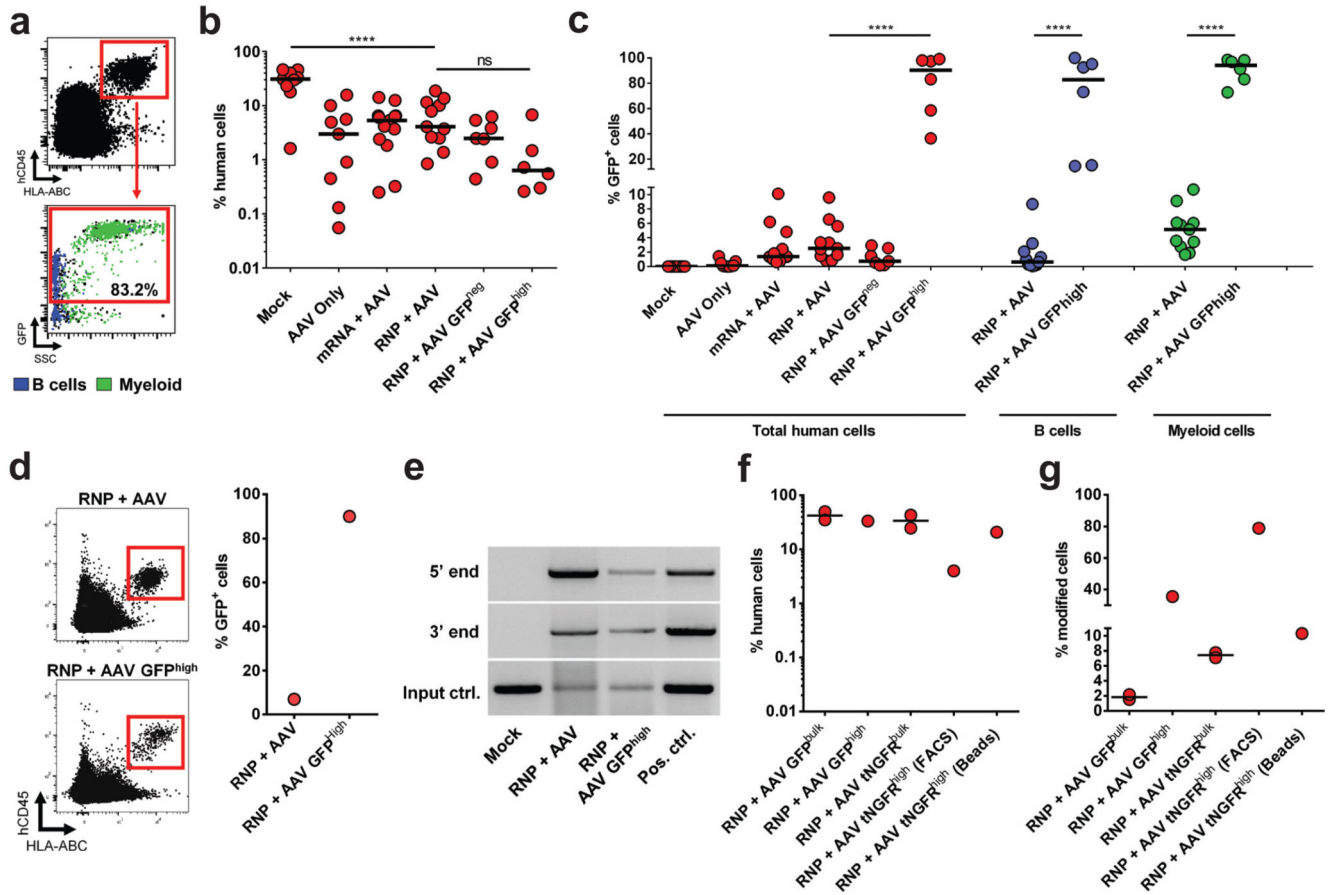 a
hCD45
HLA-ABC
83.2%
GFP
SSC
B cells Myeloid
b
****
ns
% human cells
100
10
1
0.1
0.01
Mock
AAV Only
mRNA + AAV
RNP + AAV
RNP + AAV GFPneg
RNP + AAV GFPhigh
c
**** **** ****
% GFP+ cells
100
80
60
40
20
10
8
6
4
2
0
Mock
AAV Only
mRNA + AAV
RNP + AAV
RNP + AAV GFPneg
RNP + AAV GFPhigh
RNP + AAV
RNP + AAV GFPhigh
RNP + AAV
RNP + AAV GFPhigh
Total human cells
B cells
Myeloid cells
d
RNP + AAV
RNP + AAV GFPhigh
hCD45
HLA-ABC
% GFP+ cells
100
80
60
40
20
0
RNP + AAV
RNP + AAV GFPHigh
e
5' end
3' end
Input ctrl.
Mock
RNP + AAV
RNP +
AAV GFPhigh
Pos. ctrl.
f
% human cells
100
10
1
0.1
0.01
RNP + AAV GFPbulk
RNP + AAV GFPhigh
RNP + AAV tNGFRbulk
RNP + AAV tNGFRhigh (FACS)
RNP + AAV tNGFRhigh (Beads)
g
% modified cells
100
80
60
40
10
8
6
4
2
0
RNP + AAV GFPbulk
RNP + AAV GFPhigh
RNP + AAV tNGFRbulk
RNP + AAV tNGFRhigh (FACS)
RNP + AAV tNGFRhigh (Beads)